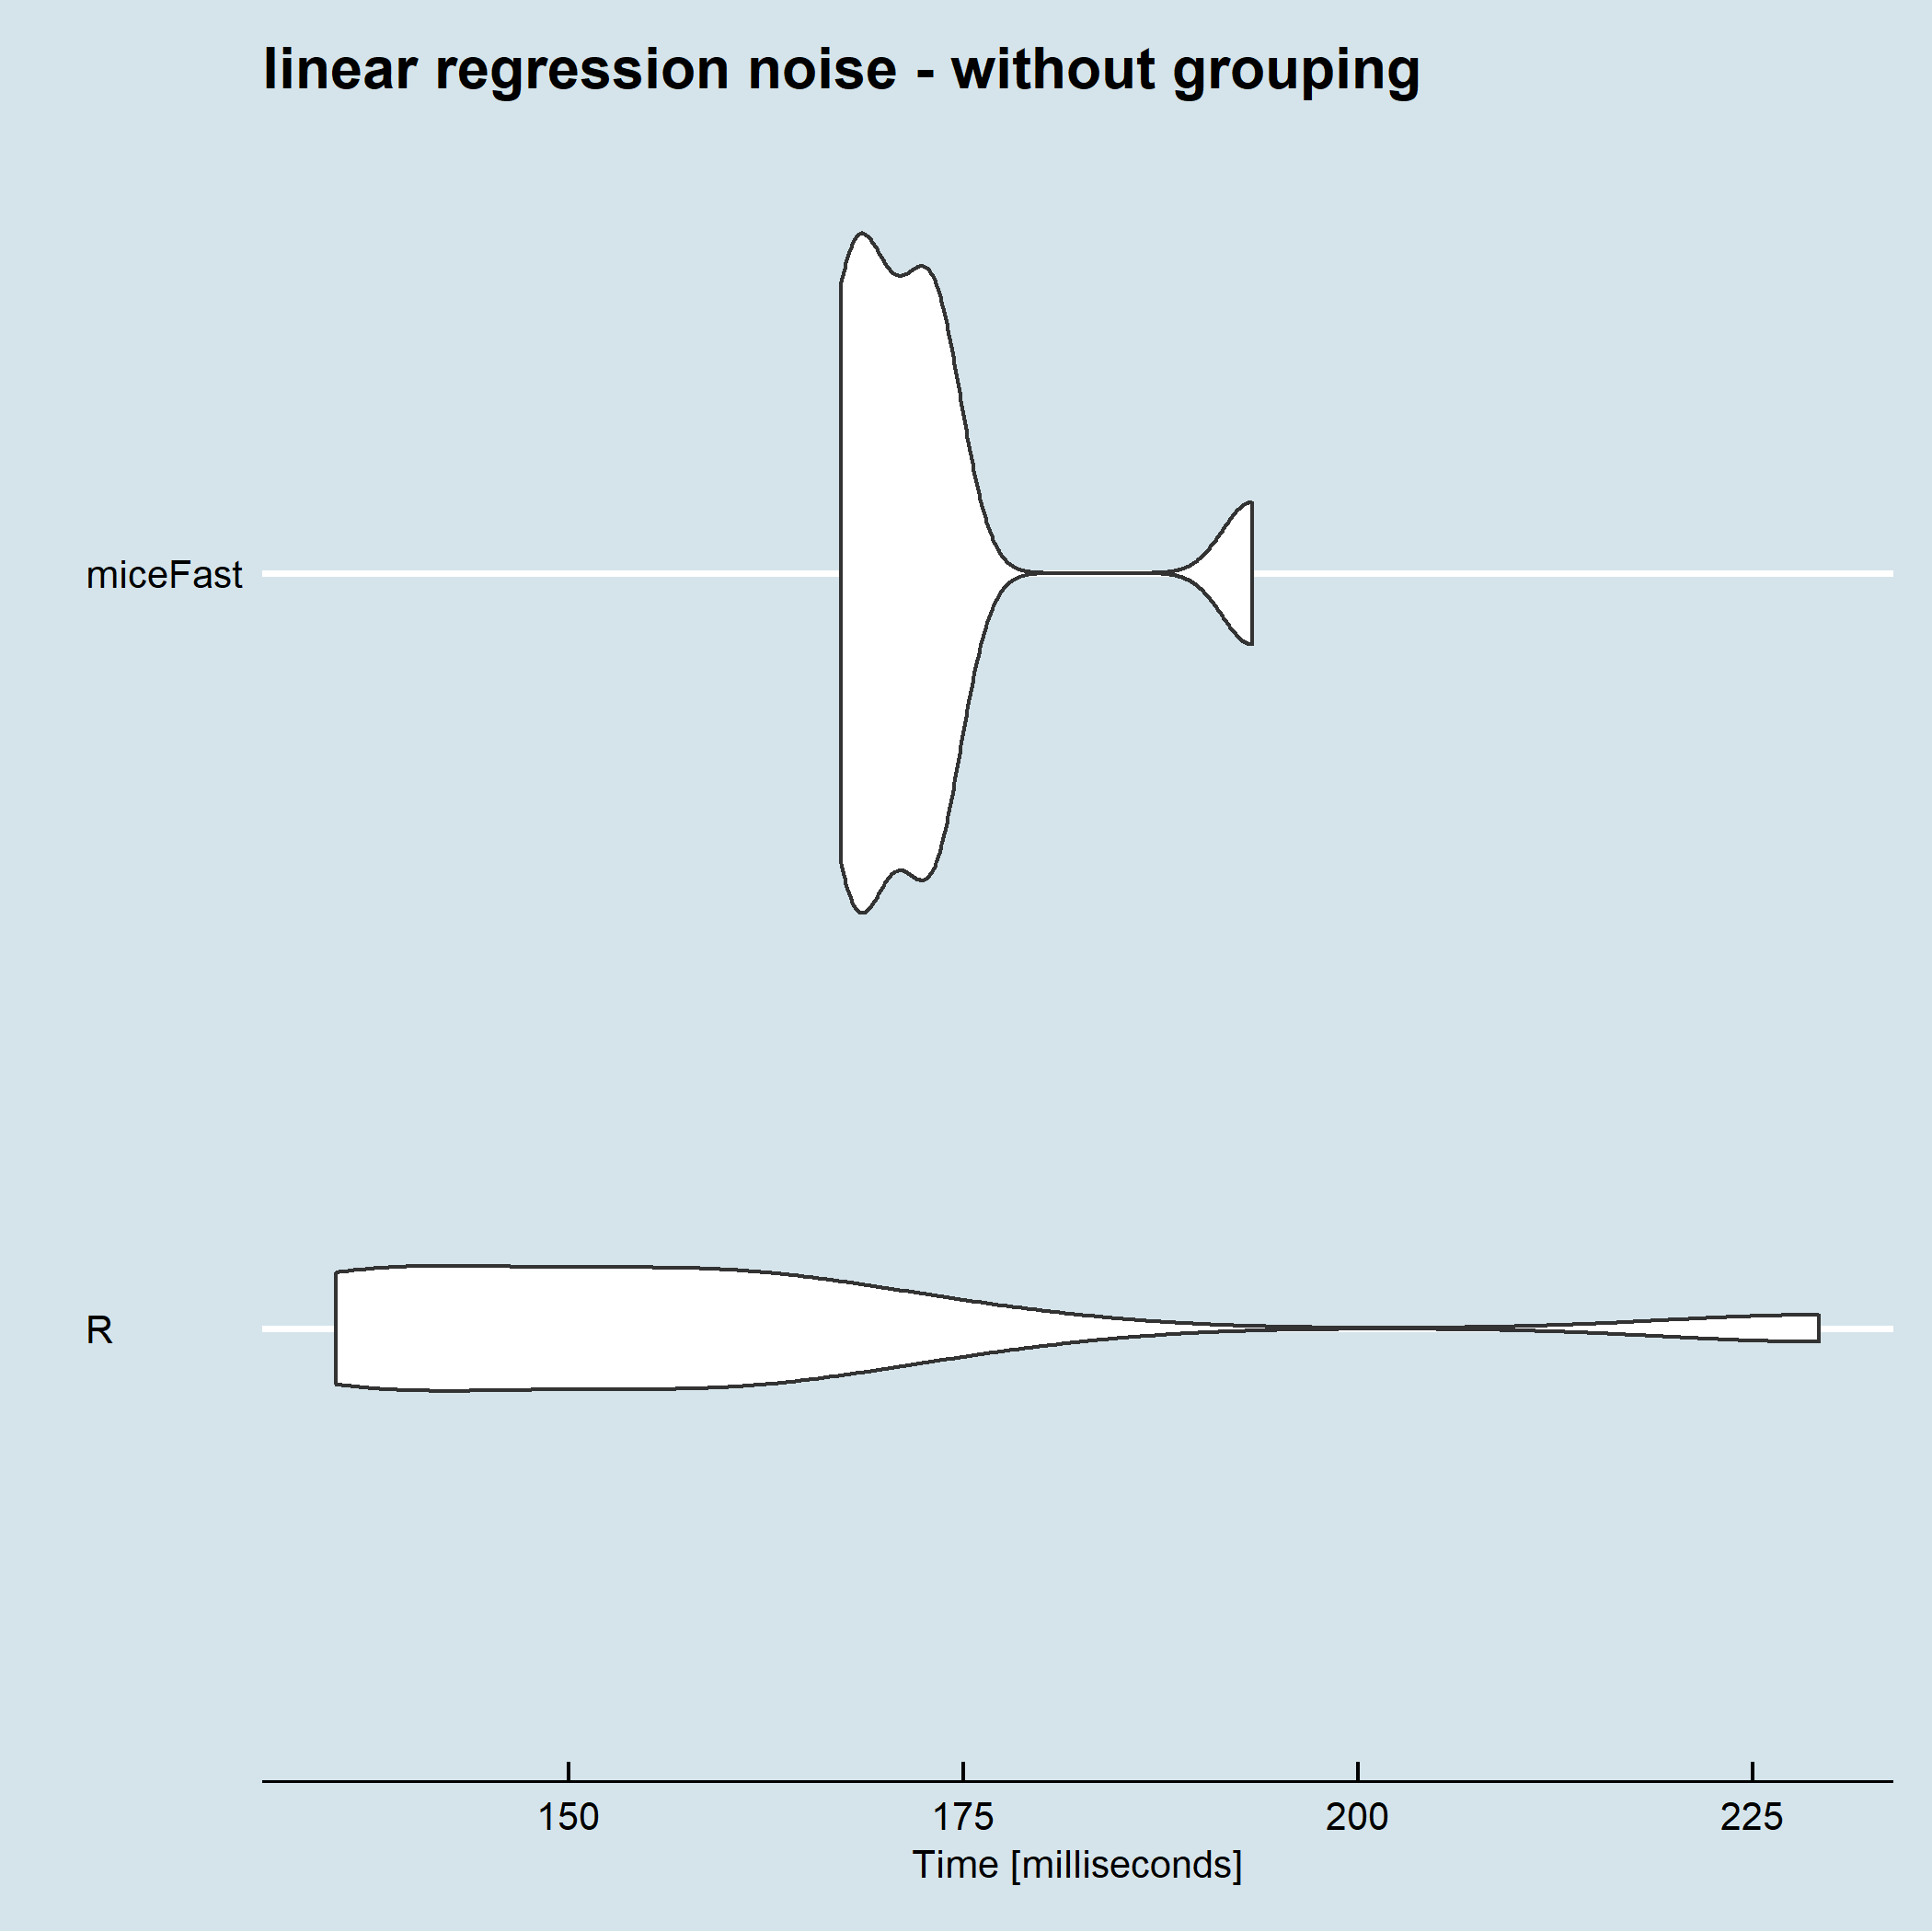 linear regression noise - without grouping
miceFast
R
150 175 200 225
Time [milliseconds]